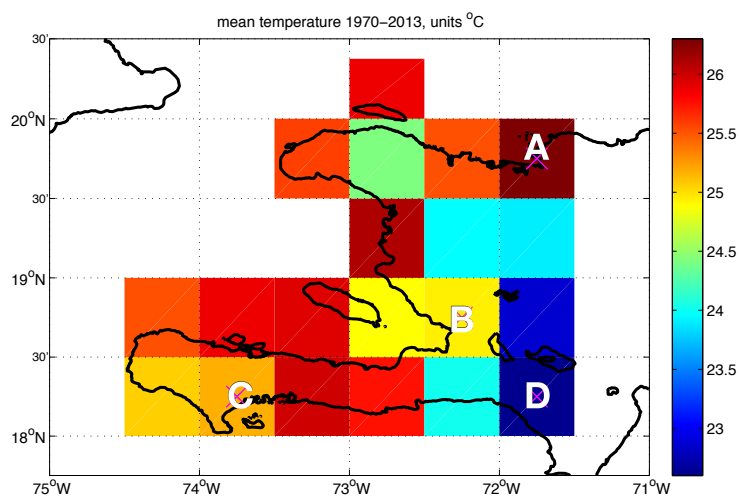 mean temperature 1970−2013, units °C
30'
20°N
30'
19°N
30'
18°N
75°W
74°W
73°W
72°W
71°W
A
B
C
D
26
25.5
25
24.5
24
23.5
23